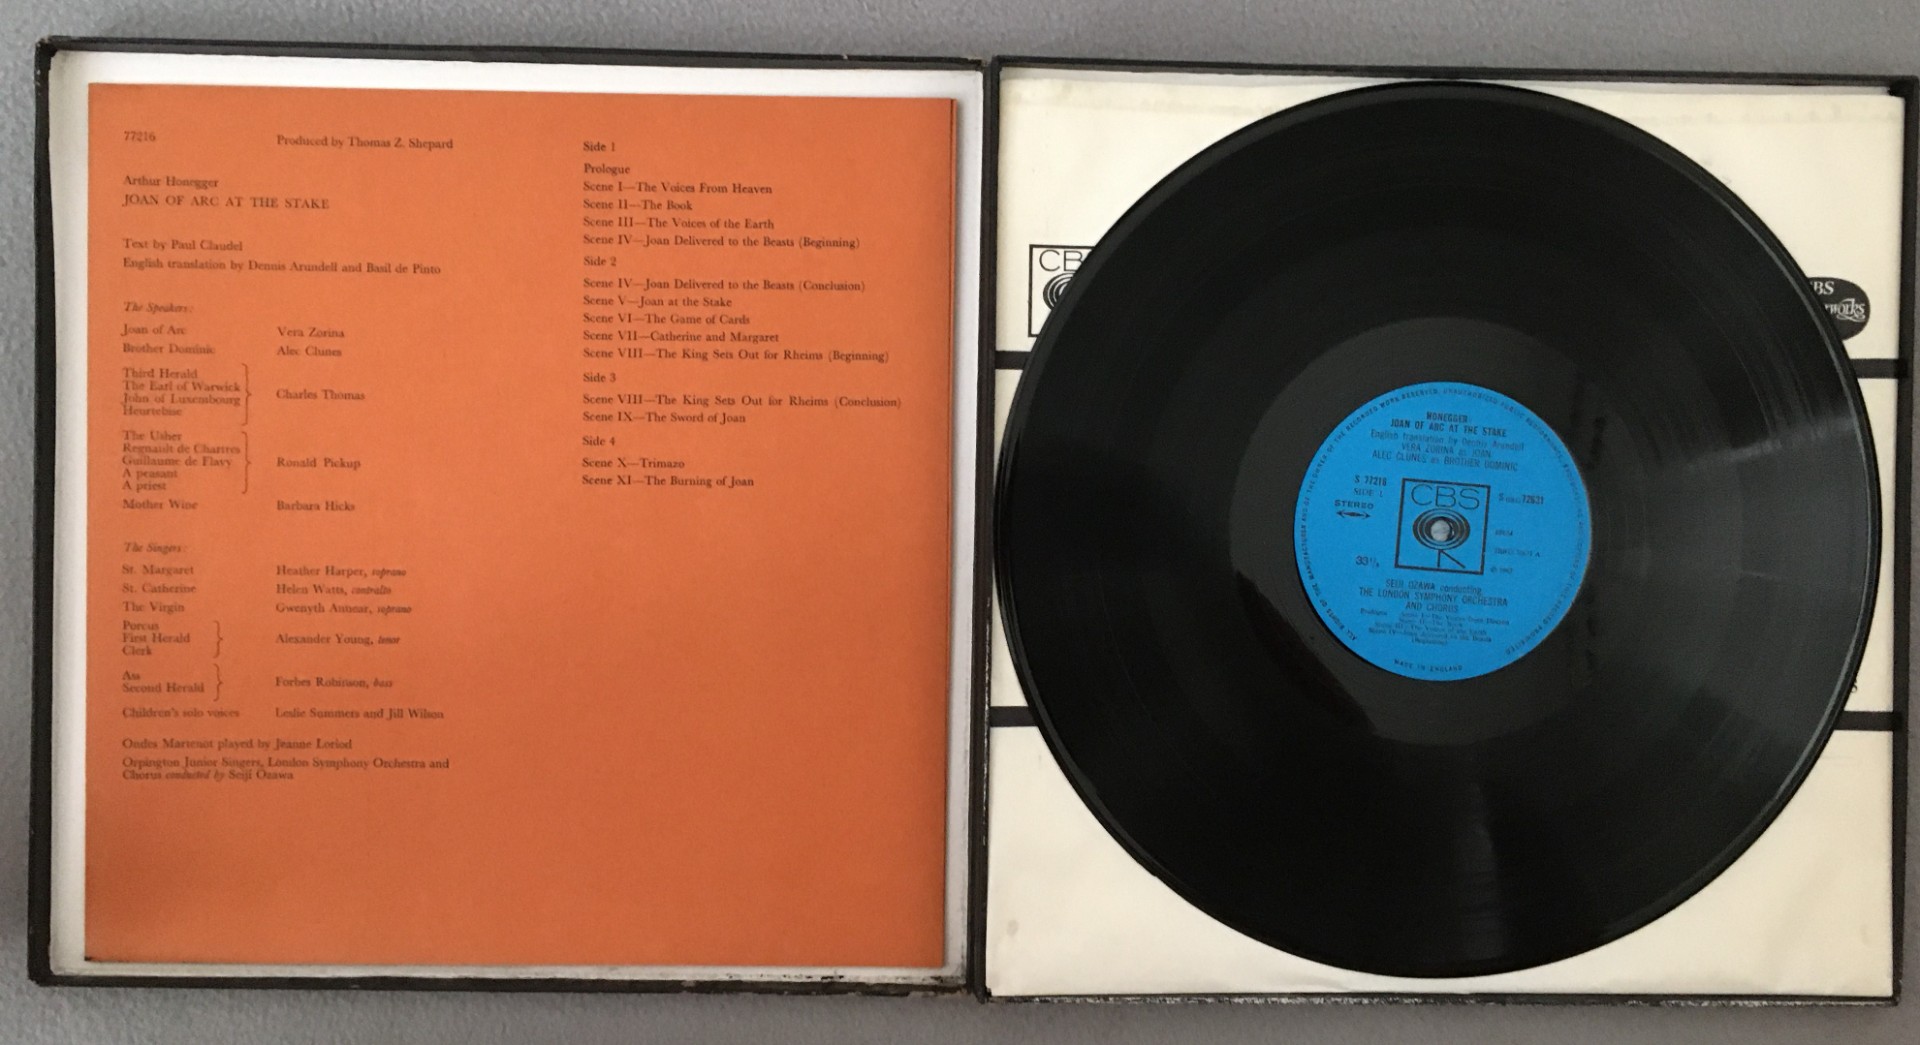 77216
Produced by Thomas Z. Shepard
Arthur Honegger
JOAN OF ARC AT THE STAKE
Text by Paul Claudel
English translation by Dennis Arundell and Basil de Pinto
The Speakers:
Joan of Arc Vera Zorina
Brother Dominic Alec Clunes
Third Herald
The Earl of Warwick
John of Luxembourg
Heurtebise
Charles Thomas
The Usher
Regnault de Chartres
Guillaume de Flavy
A peasant
A priest
Ronald Pickup
Mother Wine Barbara Hicks
The Singers:
St. Margaret Heather Harper, soprano
St. Catherine Helen Watts, contralto
The Virgin Gwenyth Annear, soprano
Porcus
First Herald
Clerk
Alexander Young, tenor
Ass
Second Herald
Forbes Robinson, bass
Children's solo voices Leslie Summers and Jill Wilson
Ondes Martenot played by Jeanne Loriod
Orpington Junior Singers, London Symphony Orchestra and
Chorus conducted by Seiji Ozawa
Side 1
Prologue
Scene I—The Voices From Heaven
Scene II—The Book
Scene III—The Voices of the Earth
Scene IV—Joan Delivered to the Beasts (Beginning)
Side 2
Scene IV—Joan Delivered to the Beasts (Conclusion)
Scene V—Joan at the Stake
Scene VI—The Game of Cards
Scene VII—Catherine and Margaret
Scene VIII—The King Sets Out for Rheims (Beginning)
Side 3
Scene VIII—The King Sets Out for Rheims (Conclusion)
Scene IX—The Sword of Joan
Side 4
Scene X—Trimazo
Scene XI—The Burning of Joan
CB
BS
HONEGGER
JOAN OF ARC AT THE STAKE
English translation by Dennis Arundell
VERA ZORINA as JOAN
ALEC CLUNES as BROTHER DOMINIC
S 77216
SIDE 1
STEREO
CBS
33⅓
SEIJI OZAWA conducting
THE LONDON SYMPHONY ORCHESTRA
AND CHORUS
MADE IN ENGLAND